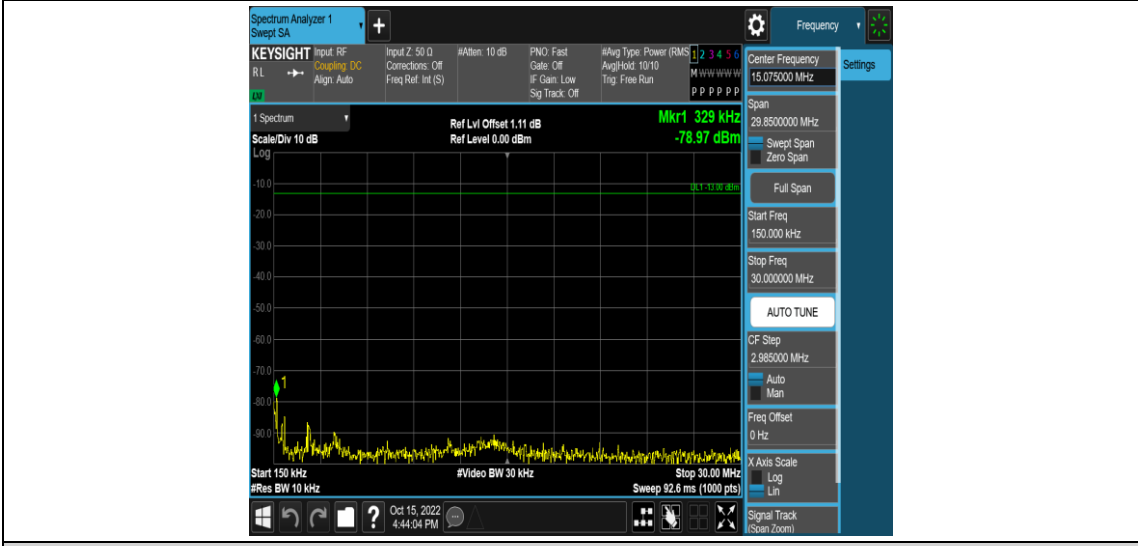 Spectrum Analyzer 1
Swept SA
+
Frequency
KEYSIGHT
RL
Input: RF
Coupling: DC
Align: Auto
Input Z: 50 Ω
Corrections: Off
Freq Ref: Int (S)
#Atten: 10 dB
PNO: Fast
Gate: Off
IF Gain: Low
Sig Track: Off
#Avg Type: Power (RMS
Avg|Hold: 10/10
Trig: Free Run
1 2 3 4 5 6
M W W W W W
P P P P P P
1 Spectrum
Scale/Div 10 dB
Log
Ref Lvl Offset 1.11 dB
Ref Level 0.00 dBm
Mkr1 329 kHz
-78.97 dBm
DL1 -13.00 dBm
-10.0
-20.0
-30.0
-40.0
-50.0
-60.0
-70.0
-80.0
-90.0
1
Start 150 kHz
#Res BW 10 kHz
#Video BW 30 kHz
Stop 30.00 MHz
Sweep 92.6 ms (1000 pts)
?
Oct 15, 2022
4:44:04 PM
Center Frequency
15.075000 MHz
Settings
Span
29.8500000 MHz
Swept Span
Zero Span
Full Span
Start Freq
150.000 kHz
Stop Freq
30.000000 MHz
AUTO TUNE
CF Step
2.985000 MHz
Auto
Man
Freq Offset
0 Hz
X Axis Scale
Log
Lin
Signal Track
(Span Zoom)